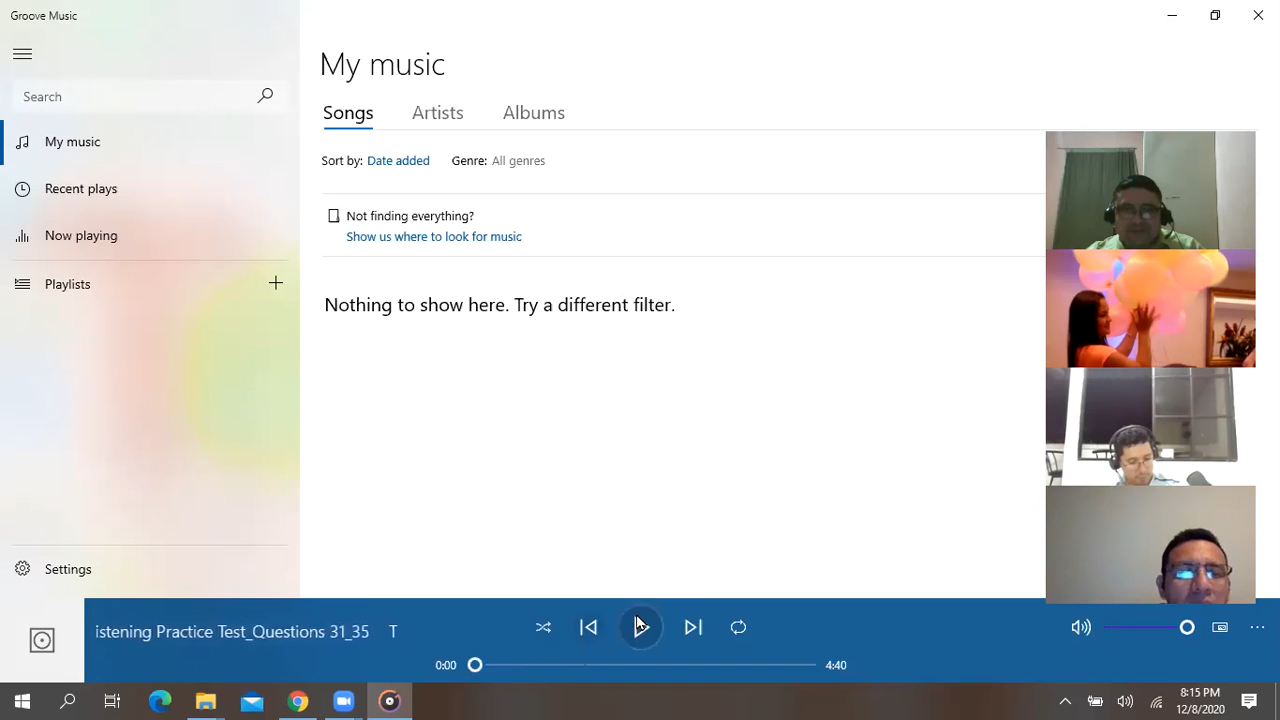 Groove Music
Search
My music
Recent plays
Now playing
Playlists
Settings
My music
Songs Artists Albums
Sort by: Date added Genre: All genres
Not finding everything?
Show us where to look for music
Nothing to show here. Try a different filter.
istening Practice Test_Questions 31_35 T
0:00 4:40
8:15 PM
12/8/2020